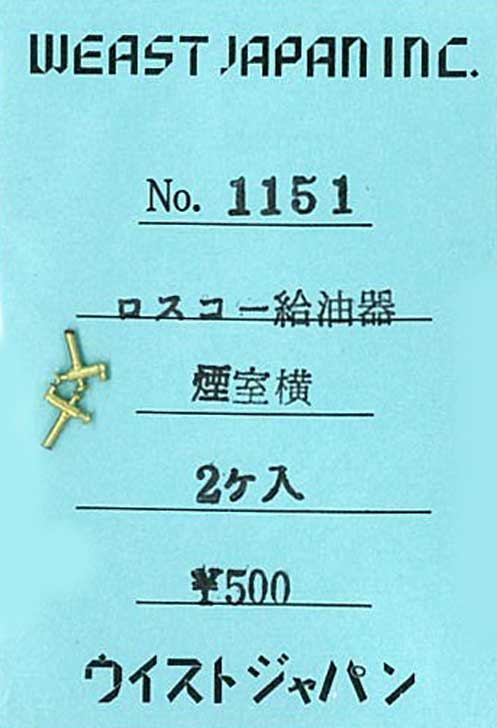 WEAST JAPAN INC.
No. 1151
ロスコー給油器
煙室横
2ケ入
¥500
ウイストジャパン